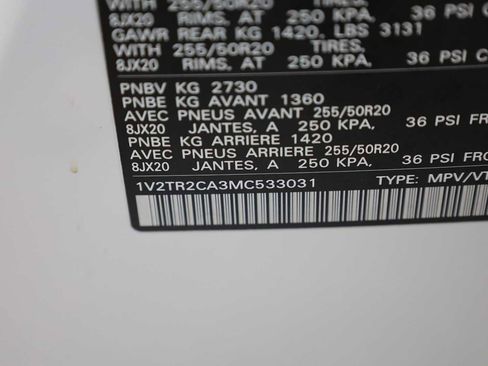 WITH 255/50R20 TIRES,
8JX20 RIMS, AT 250 KPA, 36 PSI C
GAWR REAR KG 1420, LBS 3131
WITH 255/50R20 TIRES,
8JX20 RIMS, AT 250 KPA, 36 PSI C
PNBV KG 2730
PNBE KG AVANT 1360
AVEC PNEUS AVANT 255/50R20
8JX20 JANTES, A 250 KPA, 36 PSI FR
PNBE KG ARRIERE 1420
AVEC PNEUS ARRIERE 255/50R20
8JX20 JANTES, A 250 KPA, 36 PSI FRO
1V2TR2CA3MC533031 TYPE: MPV/VT